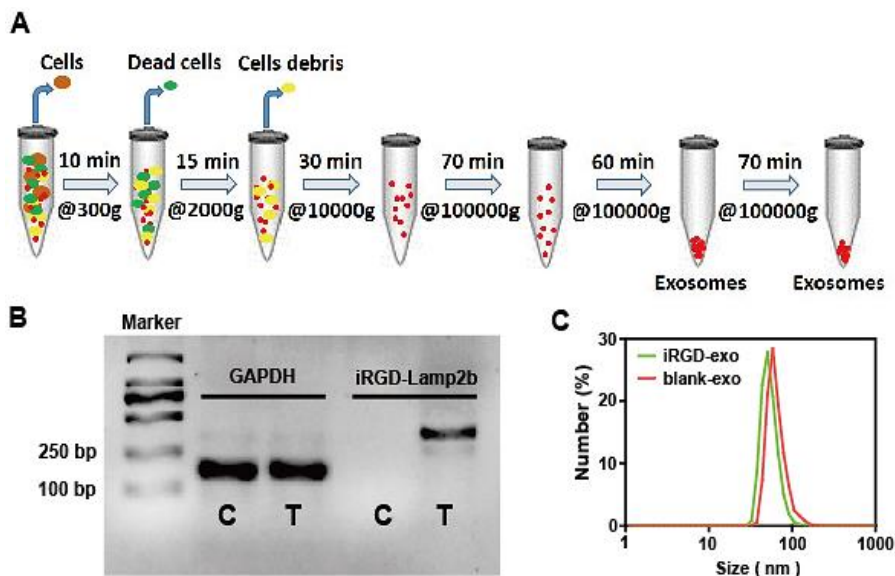 A
Cells
Dead cells
Cells debris
10 min
@300g
15 min
@2000g
30 min
@10000g
70 min
@100000g
60 min
@100000g
70 min
@100000g
Exosomes
Exosomes
B
Marker
GAPDH
iRGD-Lamp2b
250 bp
100 bp
C
T
C
T
C
iRGD-exo
blank-exo
Number (%)
30
20
10
0
1
10
100
1000
Size ( nm )